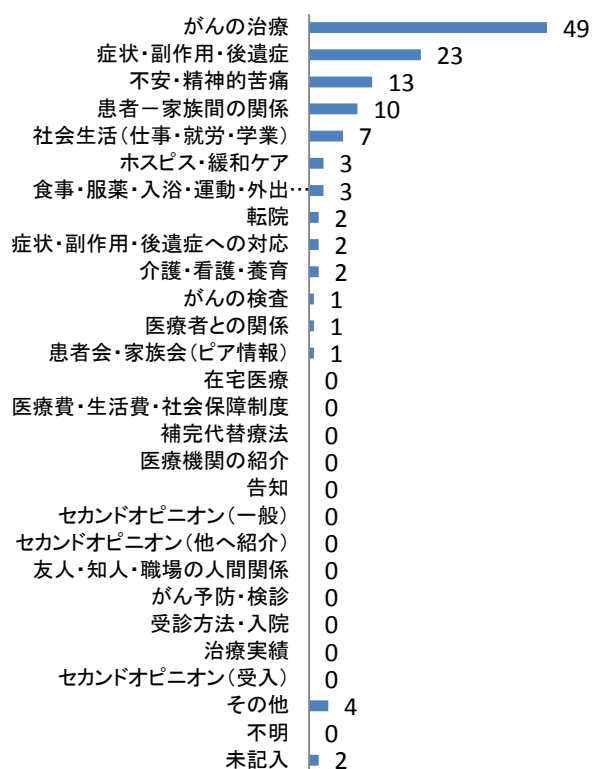 がんの治療 49
症状・副作用・後遺症 23
不安・精神的苦痛 13
患者－家族間の関係 10
社会生活（仕事・就労・学業） 7
ホスピス・緩和ケア 3
食事・服薬・入浴・運動・外出… 3
転院 2
症状・副作用・後遺症への対応 2
介護・看護・養育 2
がんの検査 1
医療者との関係 1
患者会・家族会（ピア情報） 1
在宅医療 0
医療費・生活費・社会保障制度 0
補完代替療法 0
医療機関の紹介 0
告知 0
セカンドオピニオン（一般） 0
セカンドオピニオン（他へ紹介） 0
友人・知人・職場の人間関係 0
がん予防・検診 0
受診方法・入院 0
治療実績 0
セカンドオピニオン（受入） 0
その他 4
不明 0
未記入 2